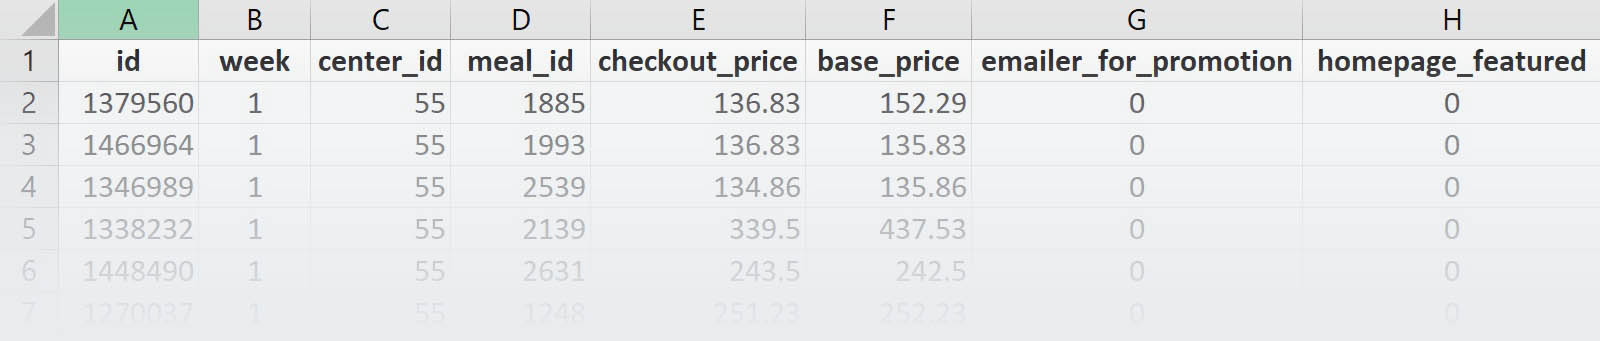 A B C D E F G H
1 id week center_id meal_id checkout_price base_price emailer_for_promotion homepage_featured
2 1379560 1 55 1885 136.83 152.29 0 0
3 1466964 1 55 1993 136.83 135.83 0 0
4 1346989 1 55 2539 134.86 135.86 0 0
5 1338232 1 55 2139 339.5 437.53 0 0
6 1448490 1 55 2631 243.5 242.5 0 0
7 1270037 1 55 1248 251.23 252.23 0 0